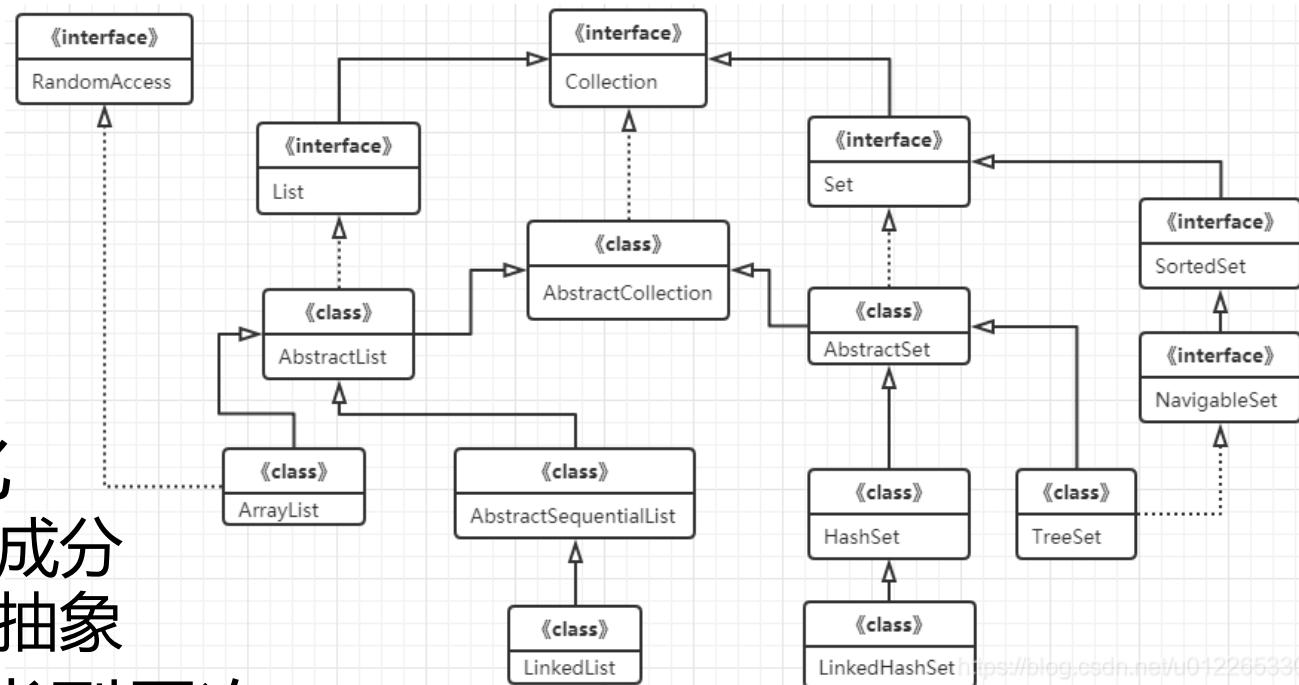 《interface》
RandomAccess
《interface》
Collection
《interface》
List
《interface》
Set
《interface》
SortedSet
《class》
AbstractCollection
《class》
AbstractList
《class》
AbstractSet
《interface》
NavigableSet
《class》
ArrayList
《class》
AbstractSequentialList
《class》
HashSet
《class》
TreeSet
成分
抽象
《class》
LinkedList
《class》
LinkedHashSet
https://blog.csdn.net/u012265330